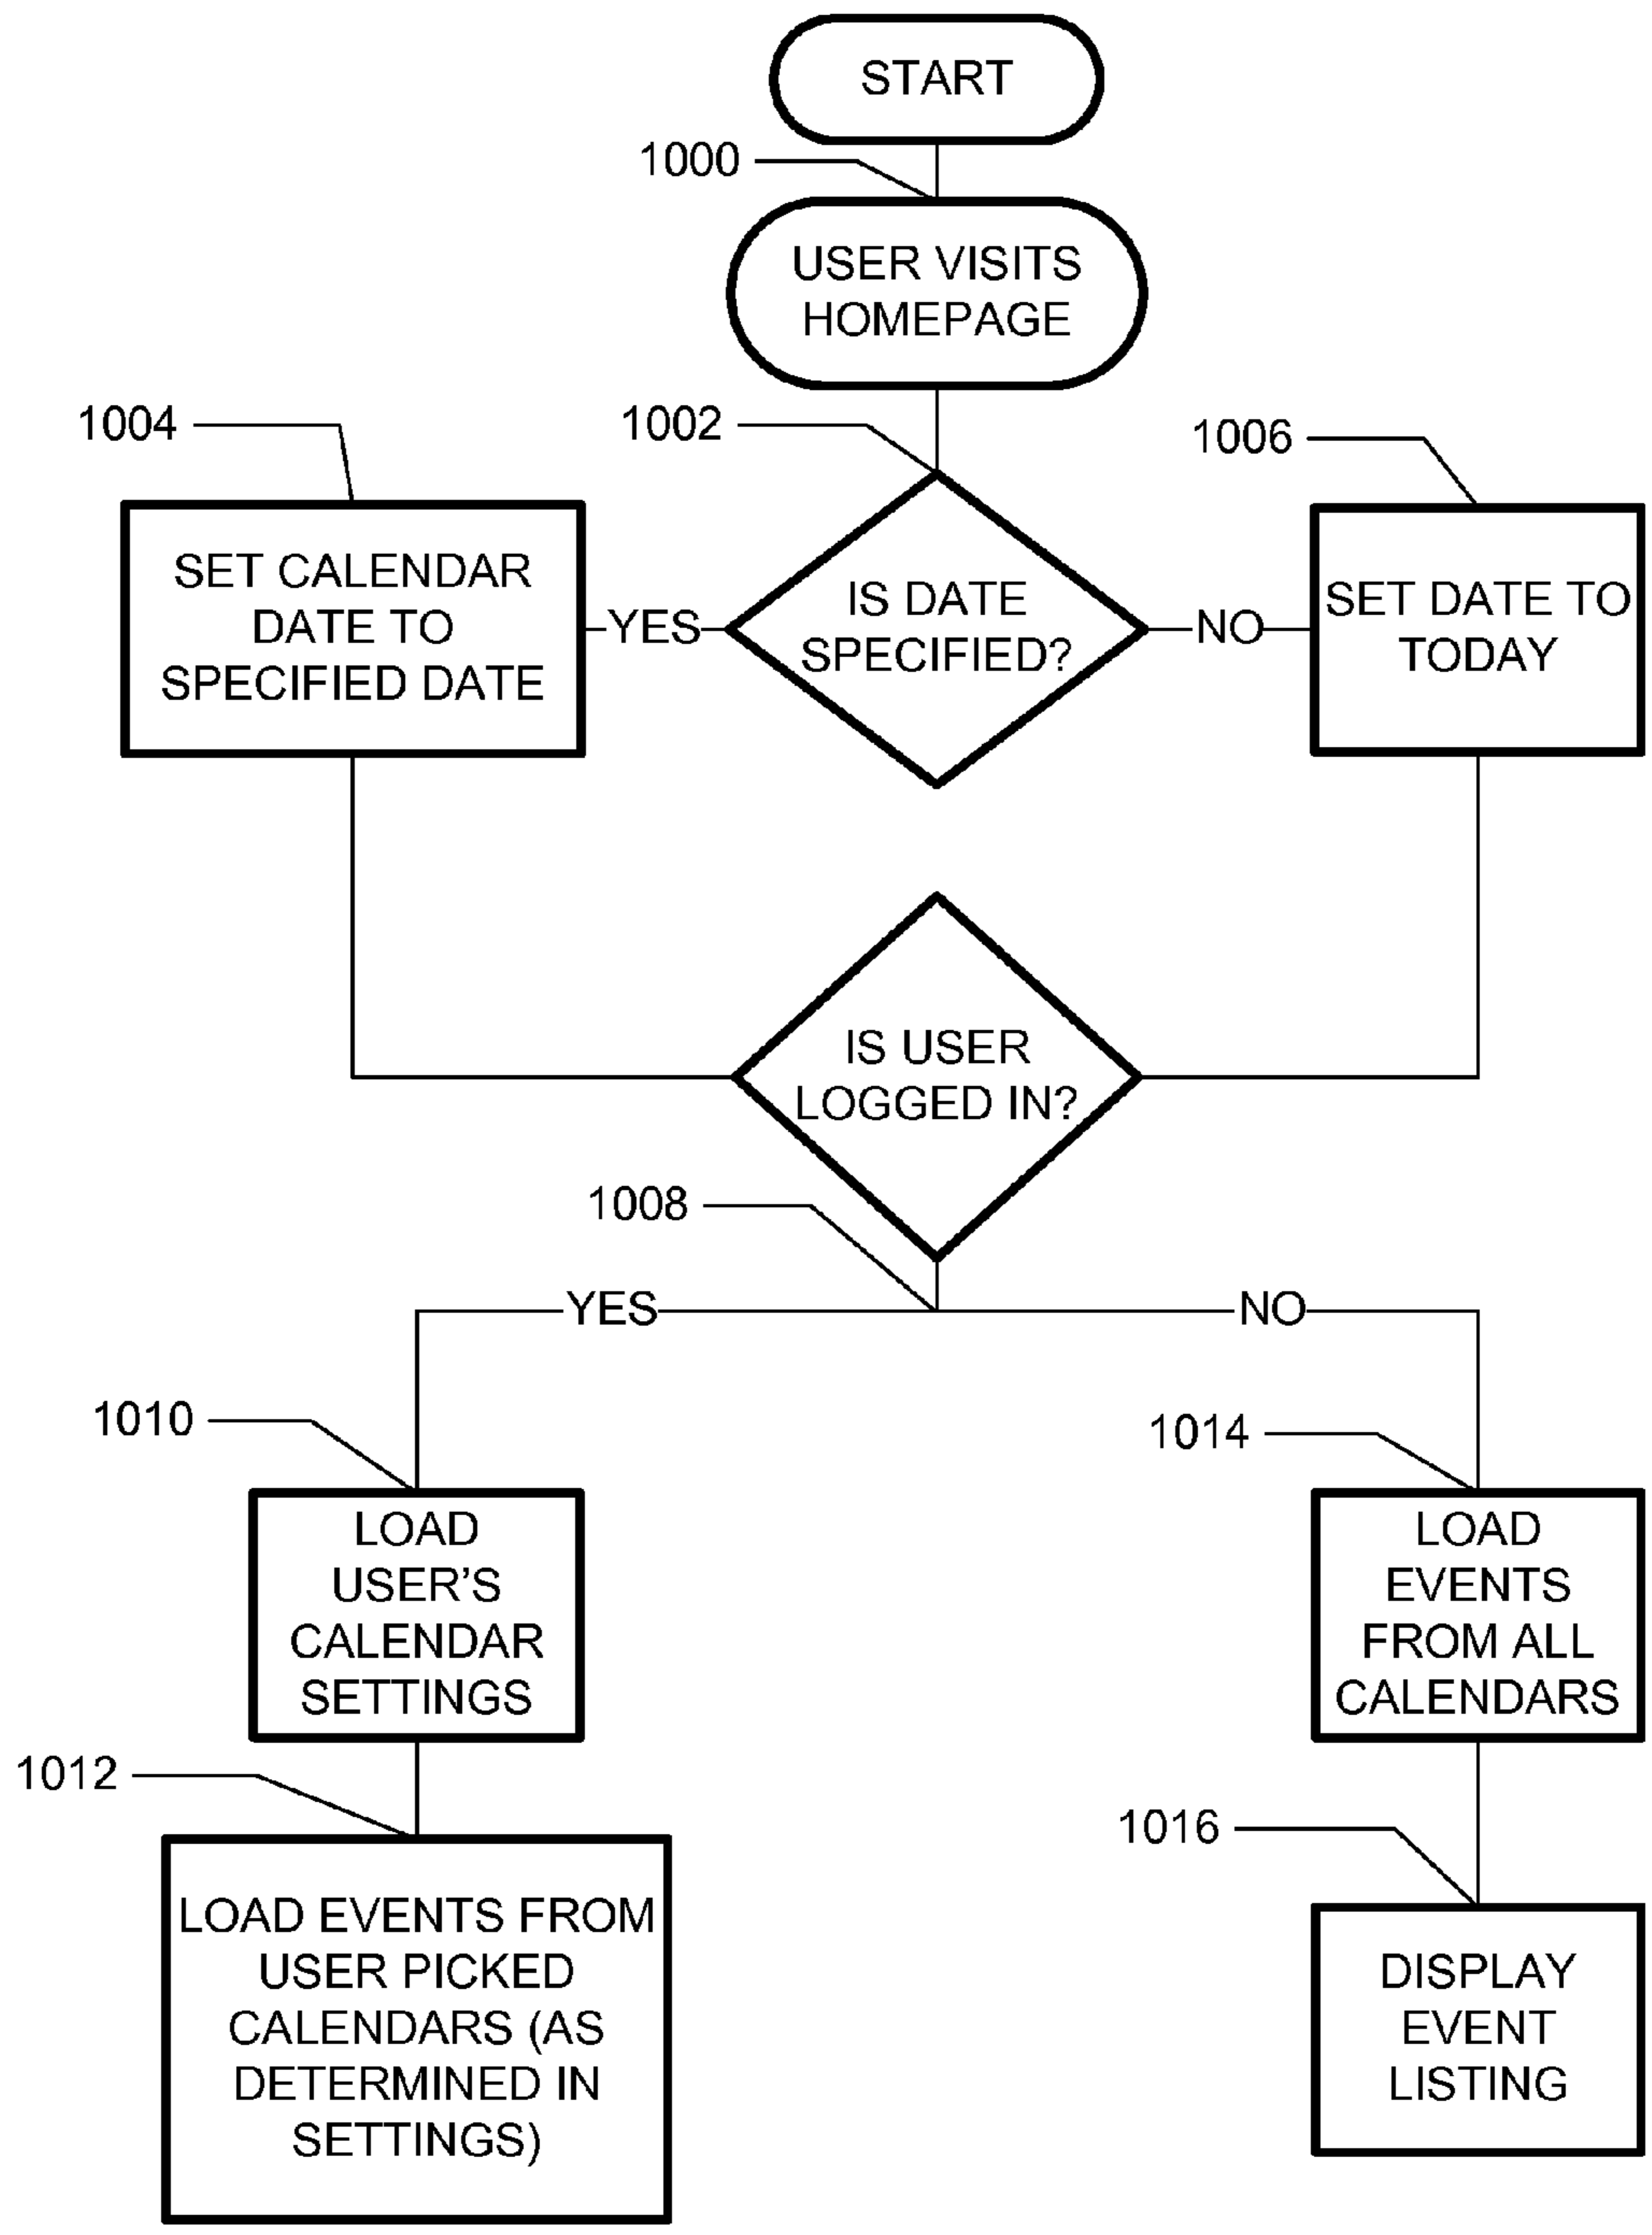 START
1000
USER VISITS
HOMEPAGE
1004
1002
1006
SET CALENDAR
DATE TO
SPECIFIED DATE
YES
IS DATE
SPECIFIED?
NO
SET DATE TO
TODAY
IS USER
LOGGED IN?
1008
YES
NO
1010
1014
LOAD
USER'S
CALENDAR
SETTINGS
LOAD
EVENTS
FROM ALL
CALENDARS
1012
1016
LOAD EVENTS FROM
USER PICKED
CALENDARS (AS
DETERMINED IN
SETTINGS)
DISPLAY
EVENT
LISTING